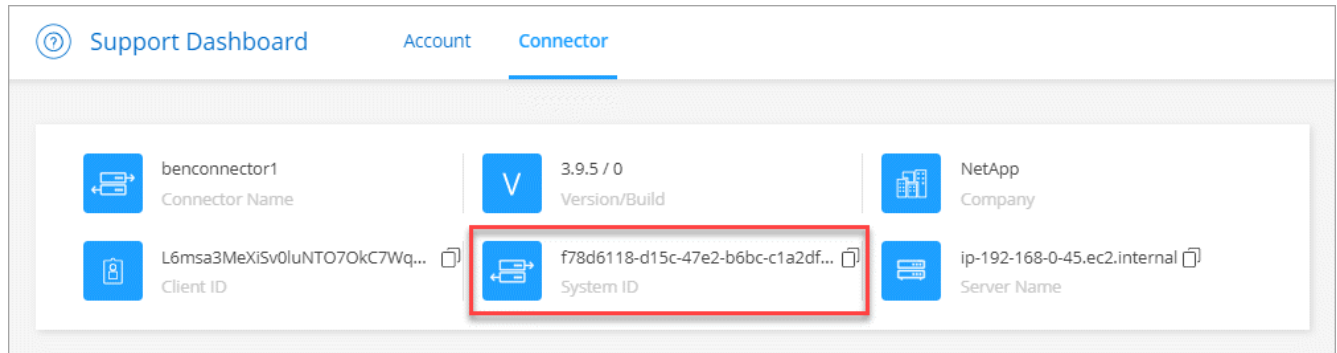 Support Dashboard Account Connector
benconnector1
Connector Name
3.9.5 / 0
Version/Build
NetApp
Company
L6msa3MeXiSv0luNTO7OkC7Wq...
Client ID
f78d6118-d15c-47e2-b6bc-c1a2df...
System ID
ip-192-168-0-45.ec2.internal
Server Name